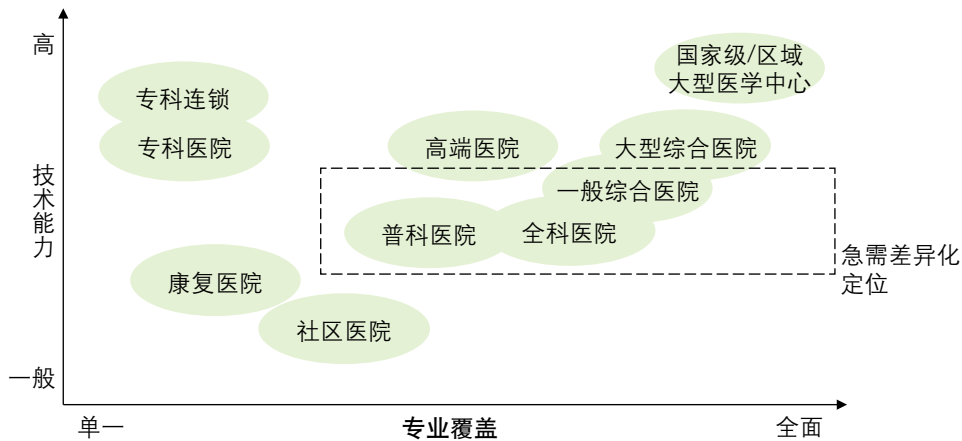 高
国家级/区域
大型医学中心
专科连锁
专科医院
高端医院
大型综合医院
技术能力
一般综合医院
普科医院
全科医院
急需差异化
定位
康复医院
社区医院
一般
单一
专业覆盖
全面